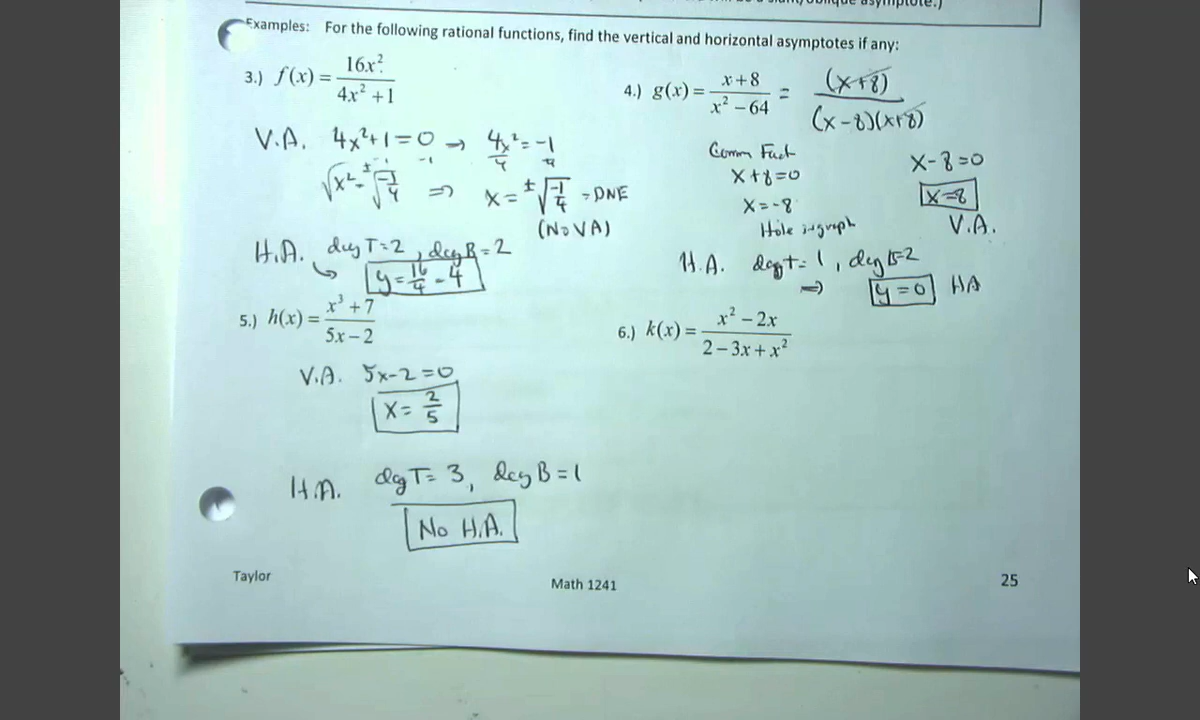 oblique asymptote.)
Examples: For the following rational functions, find the vertical and horizontal asymptotes if any:
3.) f(x) = 16x² / 4x² + 1
V.A. 4x²+1=0 → 4x²=-1
-1 -1 4 4
√x² = ±√-1/4 ⇒ x = ±√-1/4 = DNE
(No VA)
H.A. deg T=2, deg B=2
y = 16/4 = 4
4.) g(x) = x+8 / x² − 64 = (x+8) / (x-8)(x+8)
Comm Fact
x+8=0
x=-8
Hole in graph
x-8=0
x=8
V.A.
H.A. deg T=1, deg B=2
⇒ y=0 HA
5.) h(x) = x³ + 7 / 5x − 2
V.A. 5x-2=0
x = 2/5
H.A. deg T= 3, deg B = 1
No H.A.
6.) k(x) = x² − 2x / 2 − 3x + x²
Taylor
Math 1241
25